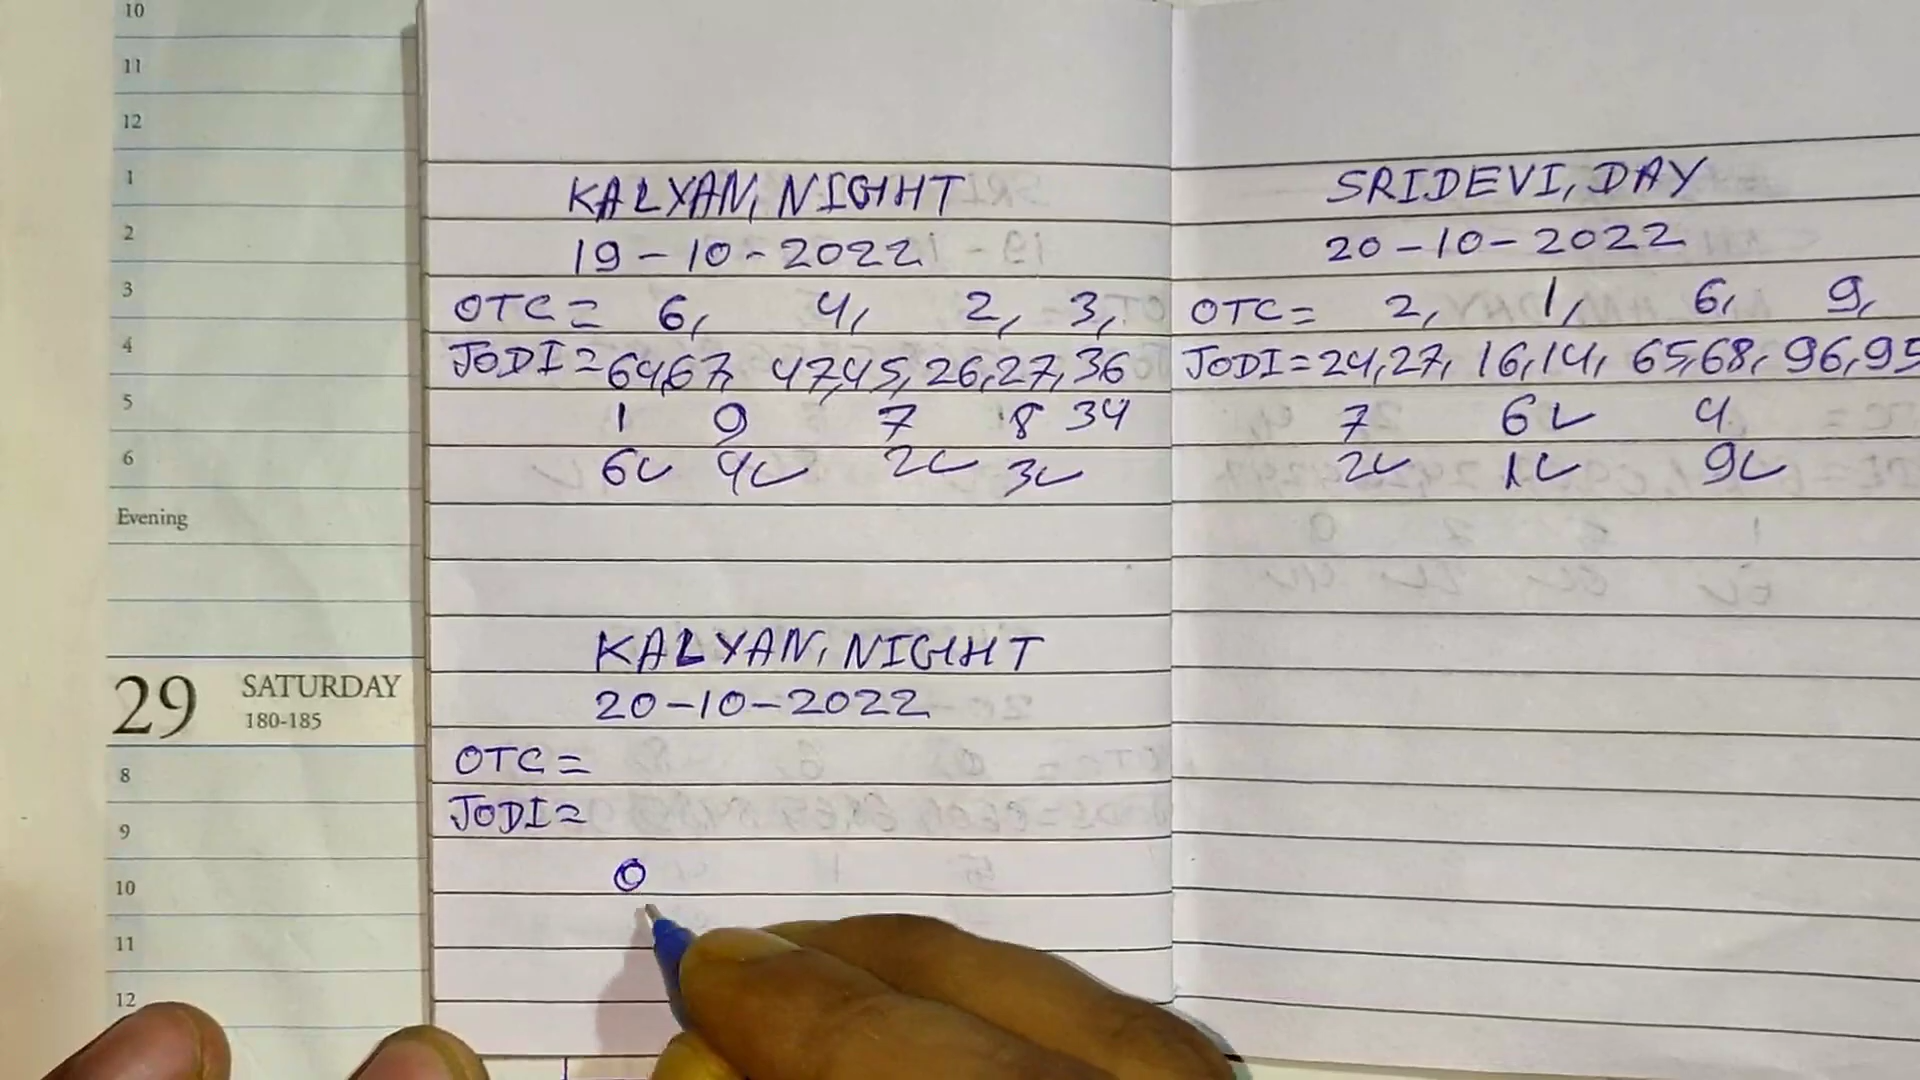 10
11
12
1
2
3
4
5
6
Evening
29 SATURDAY
180-185
8
9
10
11
12
KALYAN, NIGHT
19-10-2022
OTC= 6, 4, 2, 3,
JODI=64,67, 47,45, 26,27, 36
1 9 7 8 34
6✓ 4✓ 2✓ 3✓
KALYAN, NIGHT
20-10-2022
OTC=
JODI=
0
SRIDEVI, DAY
20-10-2022
OTC= 2, 1, 6, 9,
JODI=24,27, 16,14, 65,68, 96,95
7 6✓ 4
2✓ 1✓ 9✓